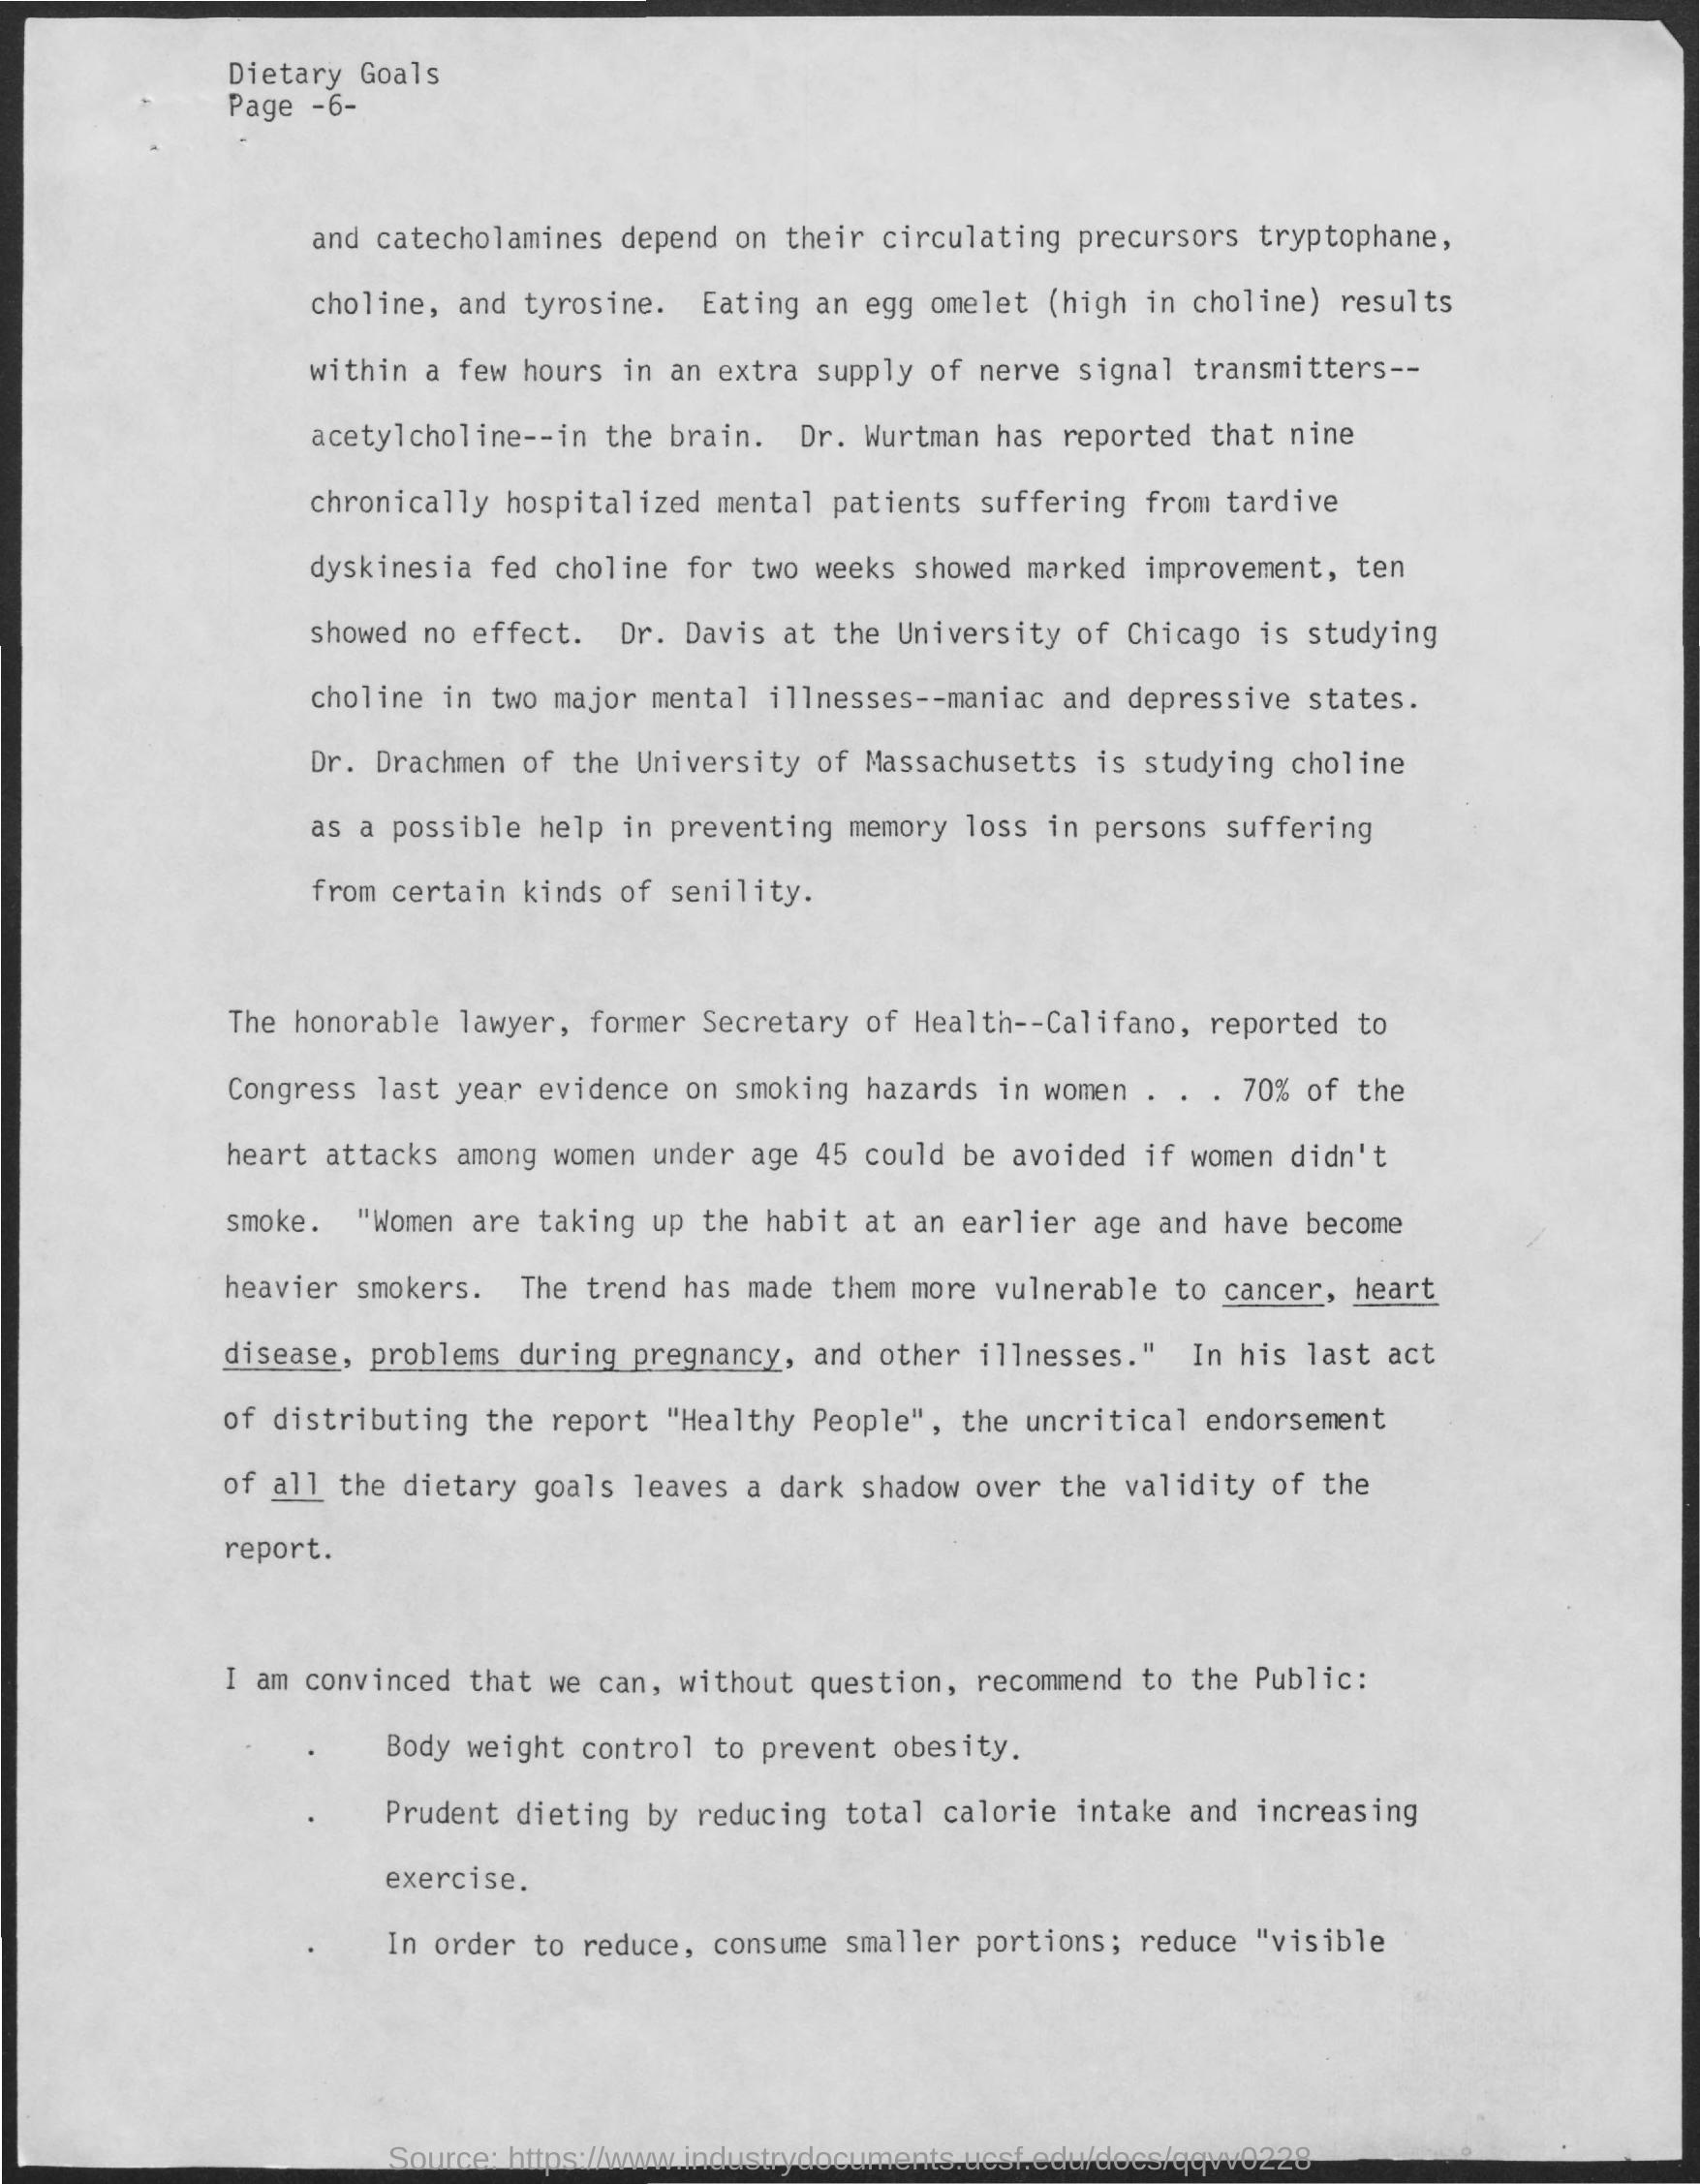 Dietary Goals
Page -6-
and catecholamines depend on their circulating precursors tryptophane,
choline, and tyrosine. Eating an egg omelet (high in choline) results
within a few hours in an extra supply of nerve signal transmitters--
acetylcholine--in the brain. Dr. Wurtman has reported that nine
chronically hospitalized mental patients suffering from tardive
dyskinesia fed choline for two weeks showed marked improvement, ten
showed no effect. Dr. Davis at the University of Chicago is studying
choline in two major mental illnesses--maniac and depressive states.
Dr. Drachmen of the University of Massachusetts is studying choline
as a possible help in preventing memory loss in persons suffering
from certain kinds of senility.
The honorable lawyer, former Secretary of Health--Califano, reported to
Congress last year evidence on smoking hazards in women . . . 70% of the
heart attacks among women under age 45 could be avoided if women didn't
smoke. "Women are taking up the habit at an earlier age and have become
heavier smokers. The trend has made them more vulnerable to cancer, heart
disease, problems during pregnancy, and other illnesses." In his last act
of distributing the report "Healthy People", the uncritical endorsement
of all the dietary goals leaves a dark shadow over the validity of the
report.
I am convinced that we can, without question, recommend to the Public:
. Body weight control to prevent obesity.
. Prudent dieting by reducing total calorie intake and increasing
exercise.
. In order to reduce, consume smaller portions; reduce "visible
Source: https://www.industrydocuments.ucsf.edu/docs/qqvv0228